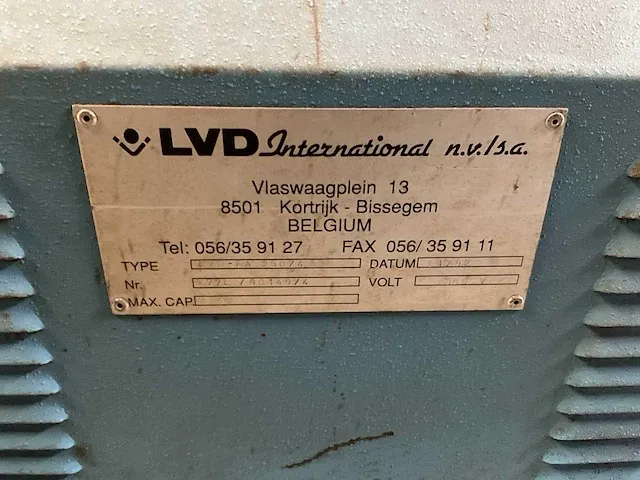 LVD International n.v./s.a.
Vlaswaagplein 13
8501 Kortrijk - Bissegem
BELGIUM
Tel: 056/35 91 27 FAX 056/ 35 91 11
TYPE DATUM
Nr. VOLT
MAX. CAP.